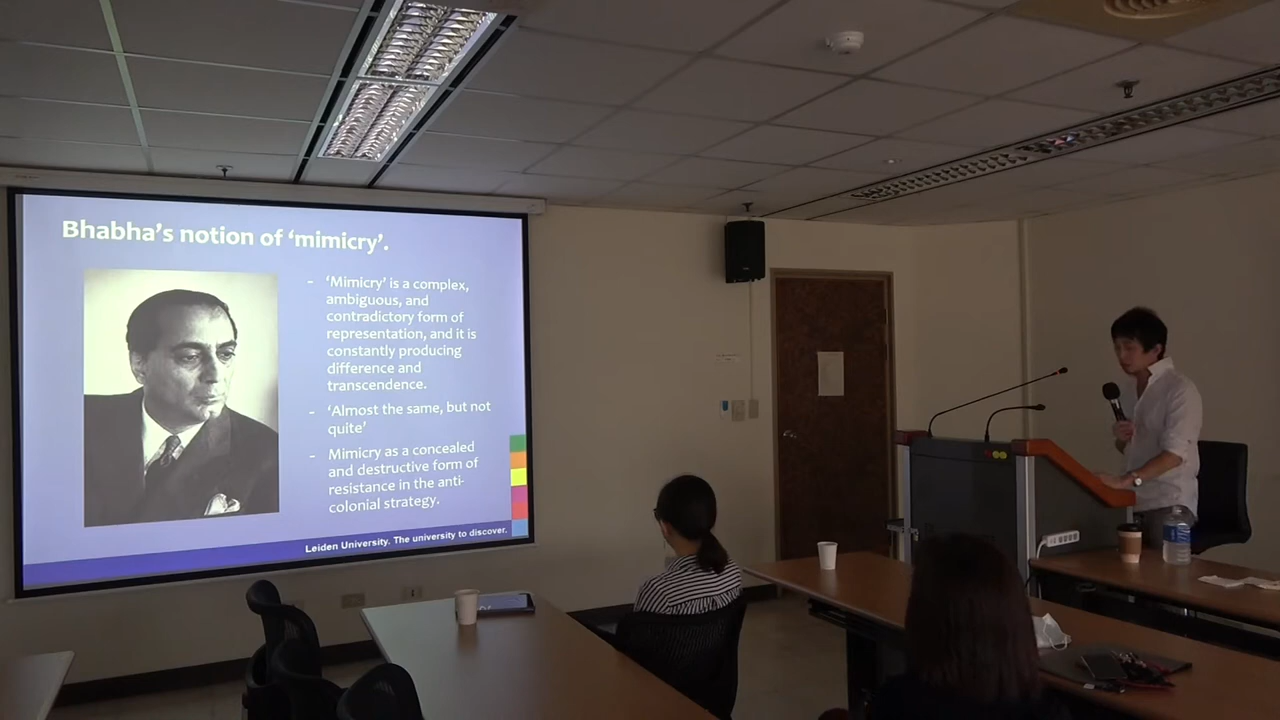 Bhabha's notion of 'mimicry'.
- 'Mimicry' is a complex,
ambiguous, and
contradictory form of
representation, and it is
constantly producing
difference and
transcendence.
- 'Almost the same, but not
quite'
- Mimicry as a concealed
and destructive form of
resistance in the anti-
colonial strategy.
Leiden University. The university to discover.